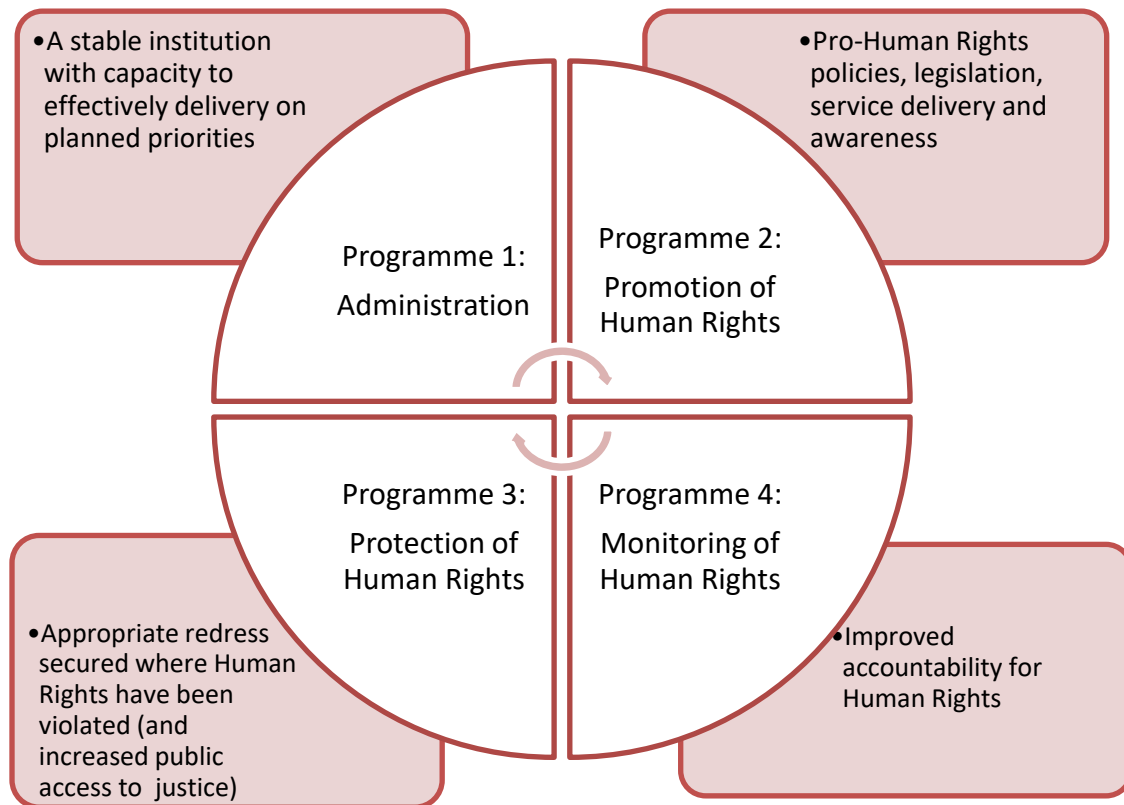 •A stable institution
with capacity to
effectively delivery on
planned priorities
•Pro-Human Rights
policies, legislation,
service delivery and
awareness
Programme 1:
Administration
Programme 2:
Promotion of
Human Rights
Programme 3:
Protection of
Human Rights
Programme 4:
Monitoring of
Human Rights
•Appropriate redress
secured where Human
Rights have been
violated (and
increased public
access to justice)
•Improved
accountability for
Human Rights